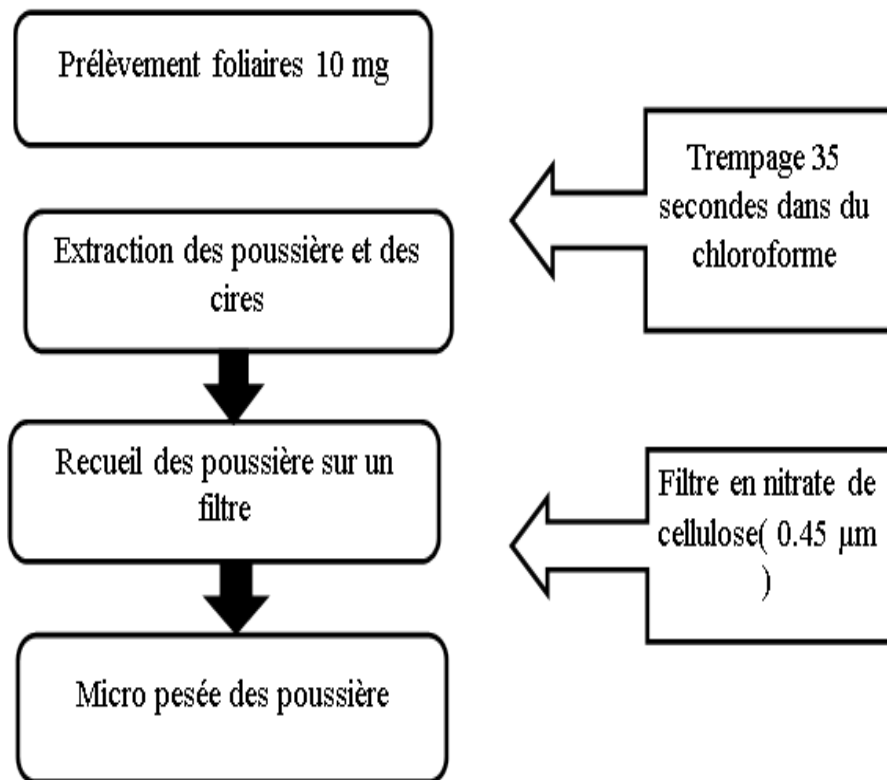 Prélèvement foliaires 10 mg
Trempage 35
secondes dans du
chloroforme
Extraction des poussière et des
cires
Recueil des poussière sur un
filtre
Filtre en nitrate de
cellulose( 0.45 µm
)
Micro pesée des poussière